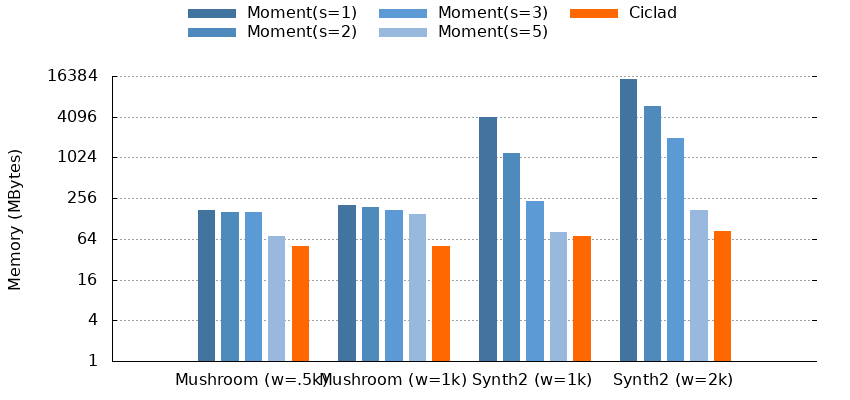 Moment(s=1) Moment(s=3) Ciclad
Moment(s=2) Moment(s=5)
Memory (MBytes)
16384
4096
1024
256
64
16
4
1
Mushroom (w=.5k) Mushroom (w=1k) Synth2 (w=1k) Synth2 (w=2k)